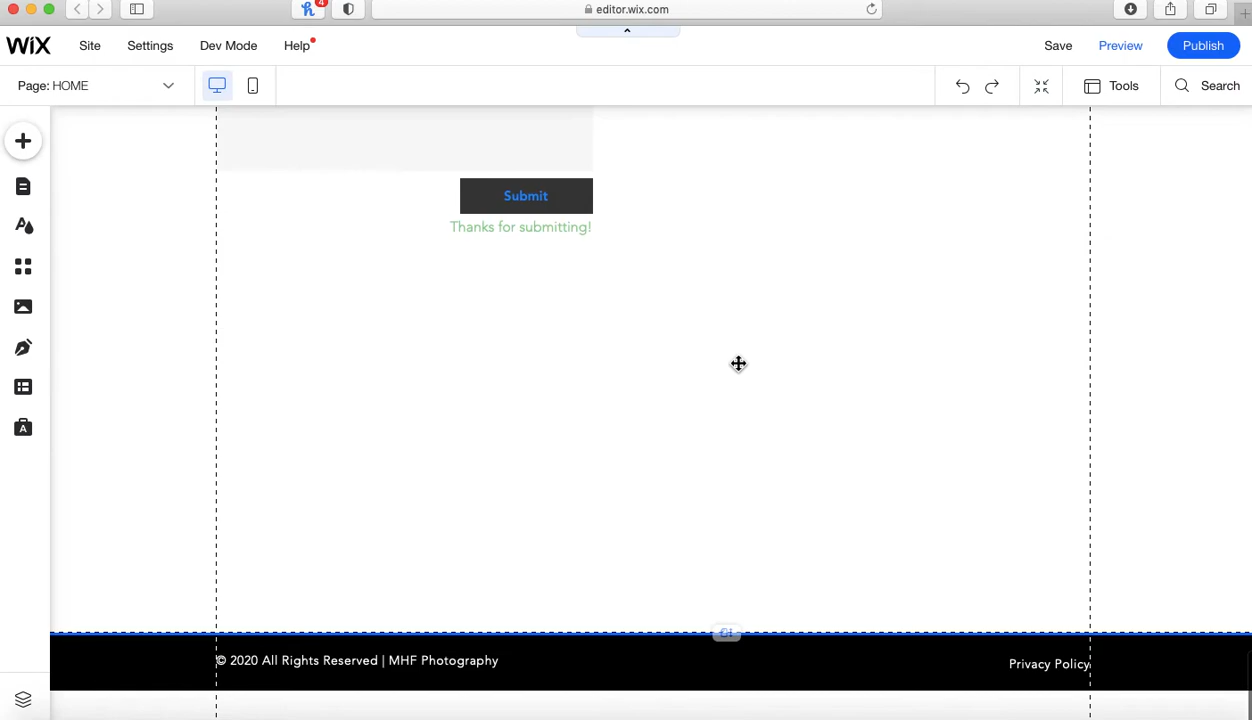 4
editor.wix.com
WiX Site Settings Dev Mode Help Save Preview Publish
Page: HOME Tools Search
Submit
Thanks for submitting!
A
© 2020 All Rights Reserved | MHF Photography
Privacy Policy